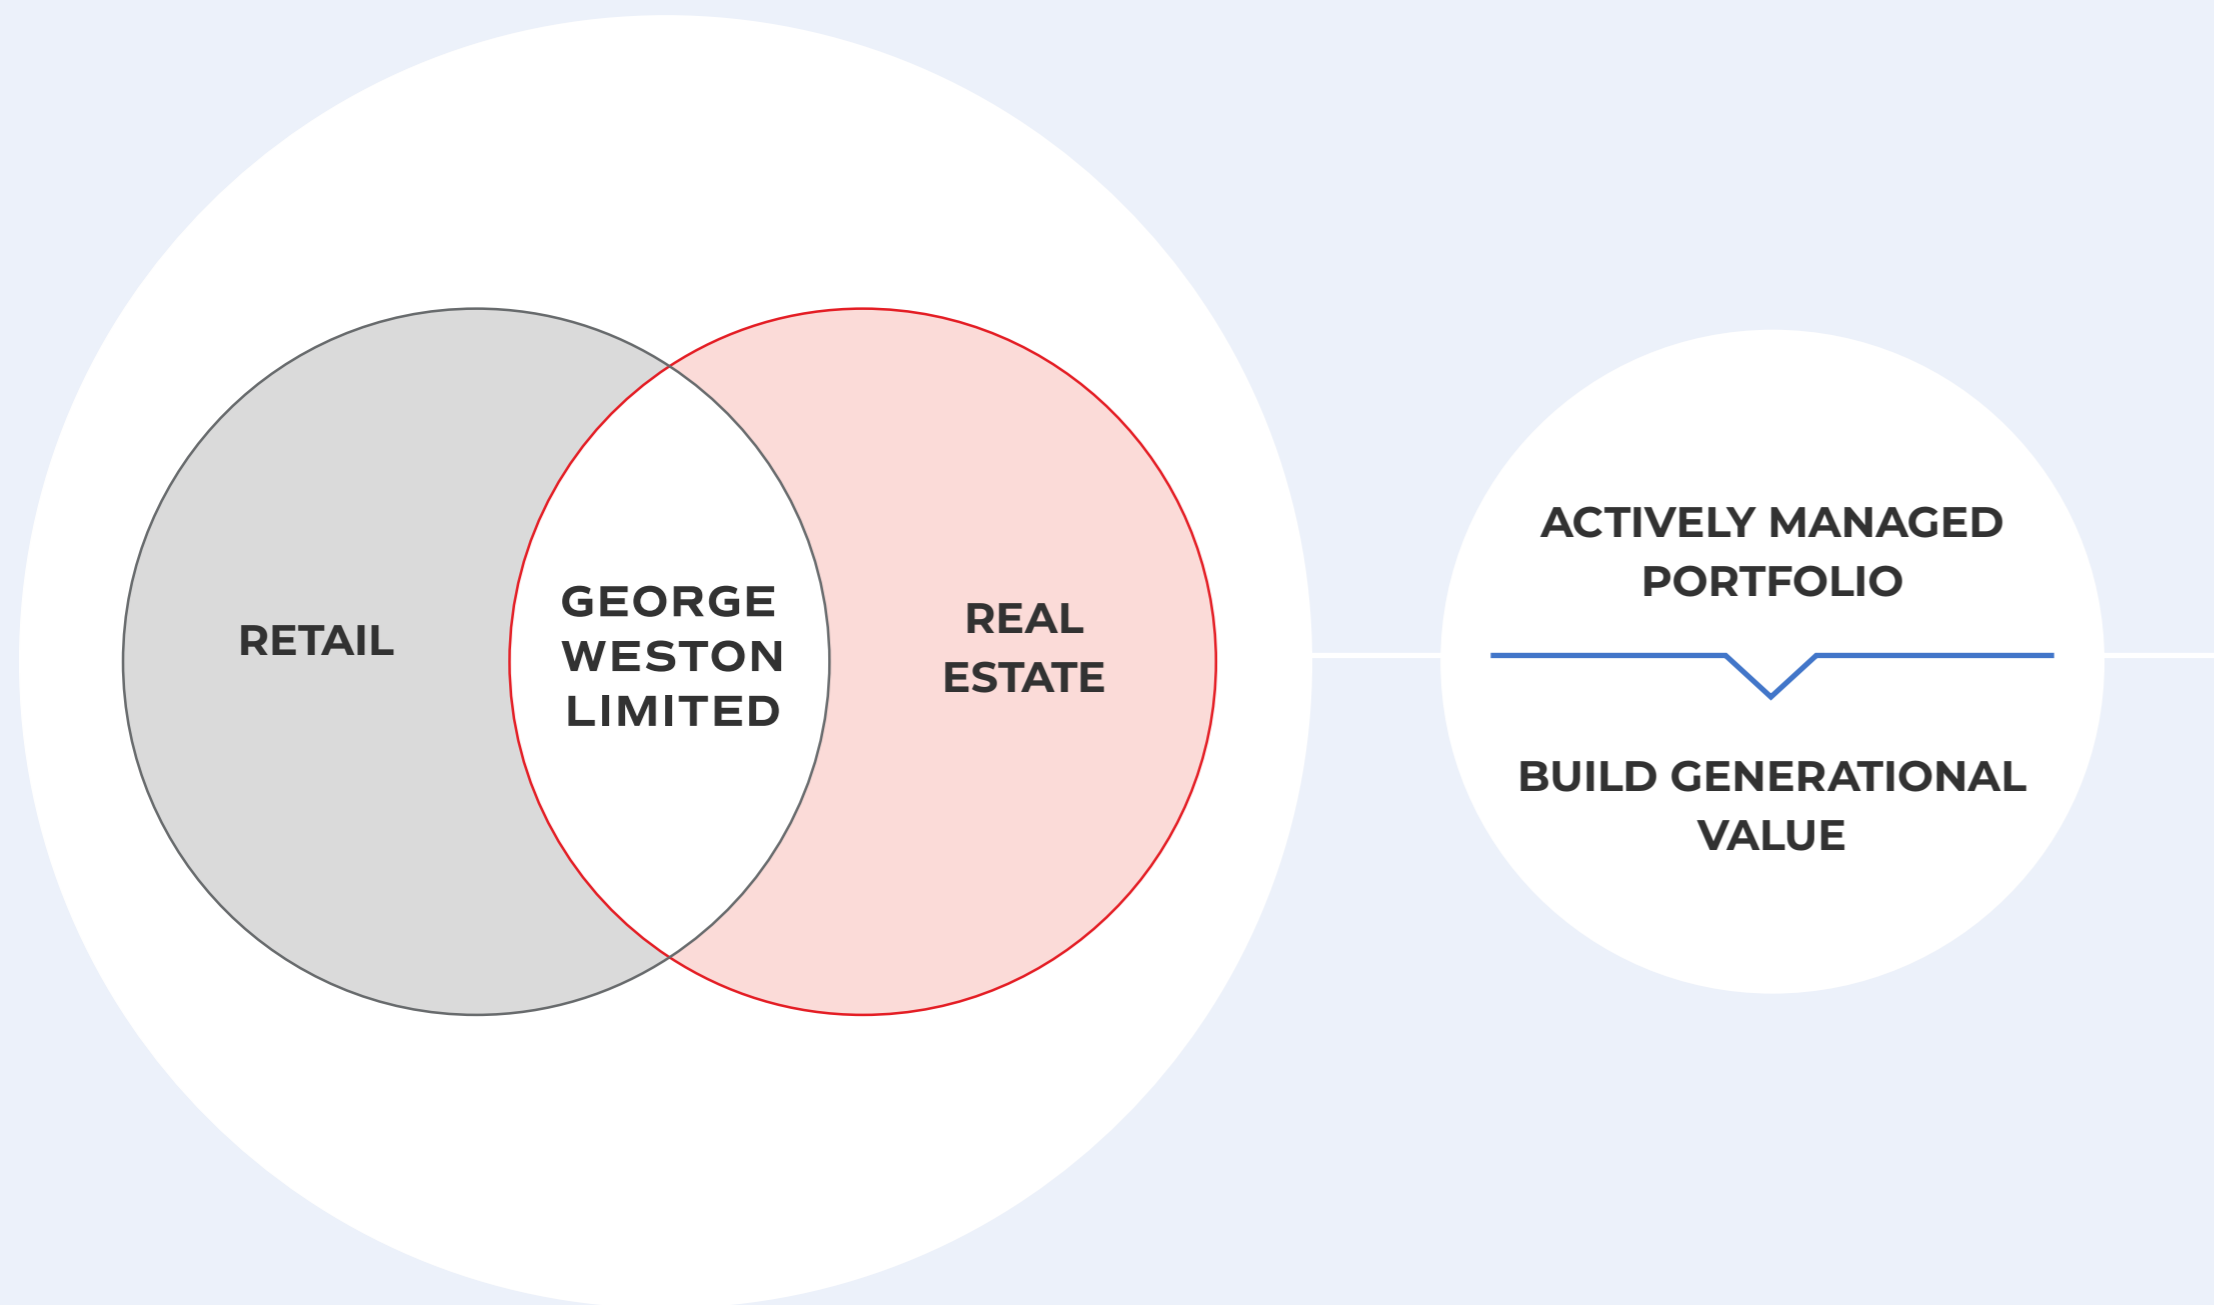 RETAIL
GEORGE
WESTON
LIMITED
REAL
ESTATE
ACTIVELY MANAGED
PORTFOLIO
BUILD GENERATIONAL
VALUE